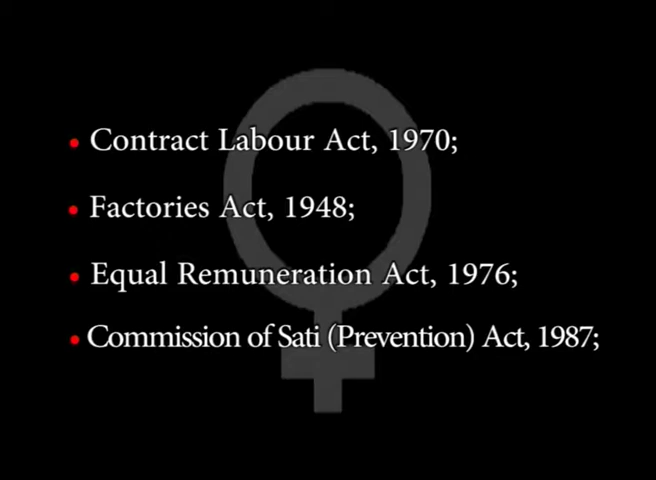 • Contract Labour Act, 1970;
• Factories Act, 1948;
• Equal Remuneration Act, 1976;
• Commission of Sati (Prevention) Act, 1987;